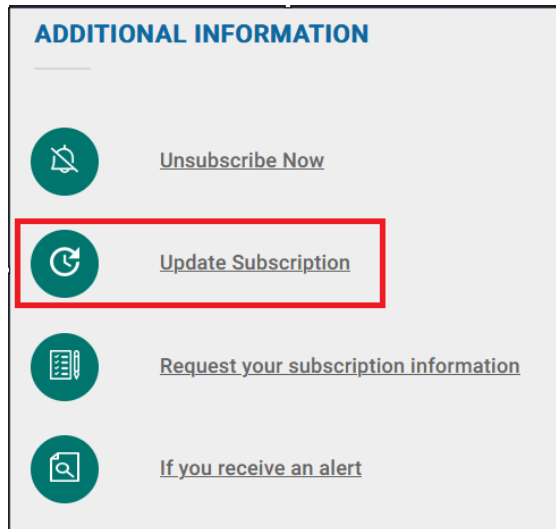 ADDITIONAL INFORMATION
Unsubscribe Now
Update Subscription
Request your subscription information
If you receive an alert